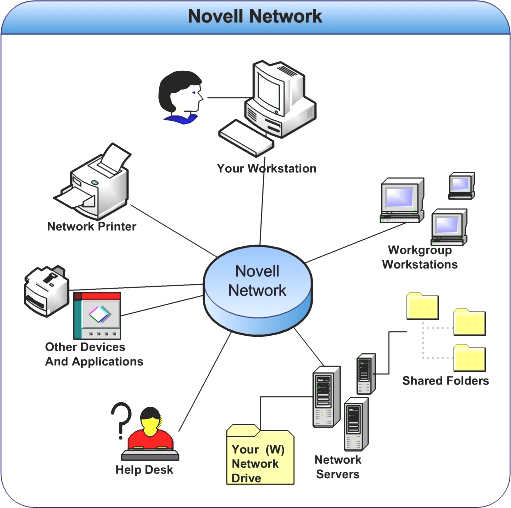 Novell Network
Your Workstation
Network Printer
Workgroup
Workstations
Novell
Network
Other Devices
And Applications
Shared Folders
?
Help Desk
Your (W)
Network
Drive
Network
Servers